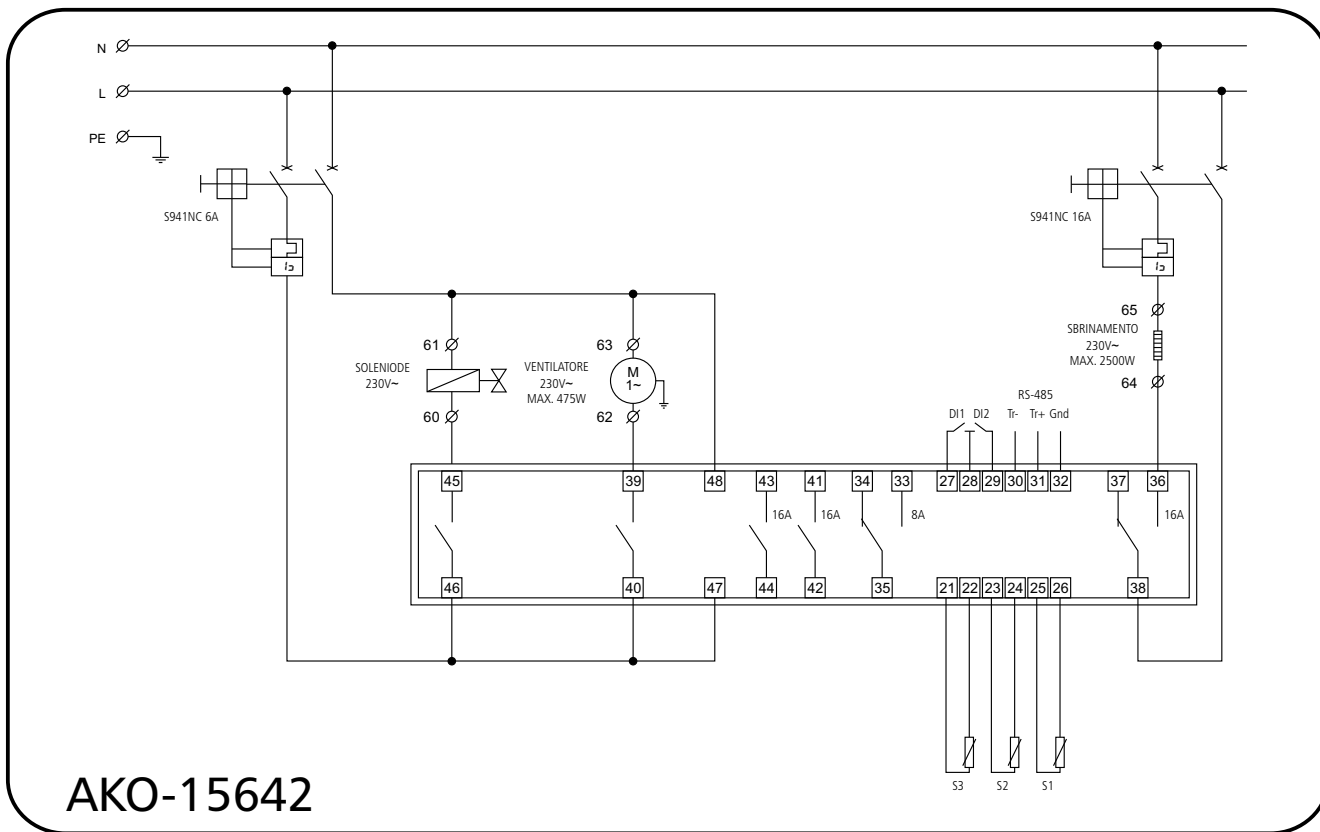 N
L
PE
S941NC 6A
S941NC 16A
65
SBRINAMENTO
230V~
MAX. 2500W
64
61
SOLENIODE
230V~
60
63
VENTILATORE
230V~
MAX. 475W
M
1~
62
RS-485
DI1 DI2 Tr- Tr+ Gnd
45 39 48 43 41 34 33 27 28 29 30 31 32 37 36
16A 16A 8A 16A
46 40 47 44 42 35 21 22 23 24 25 26 38
S3 S2 S1
AKO-15642